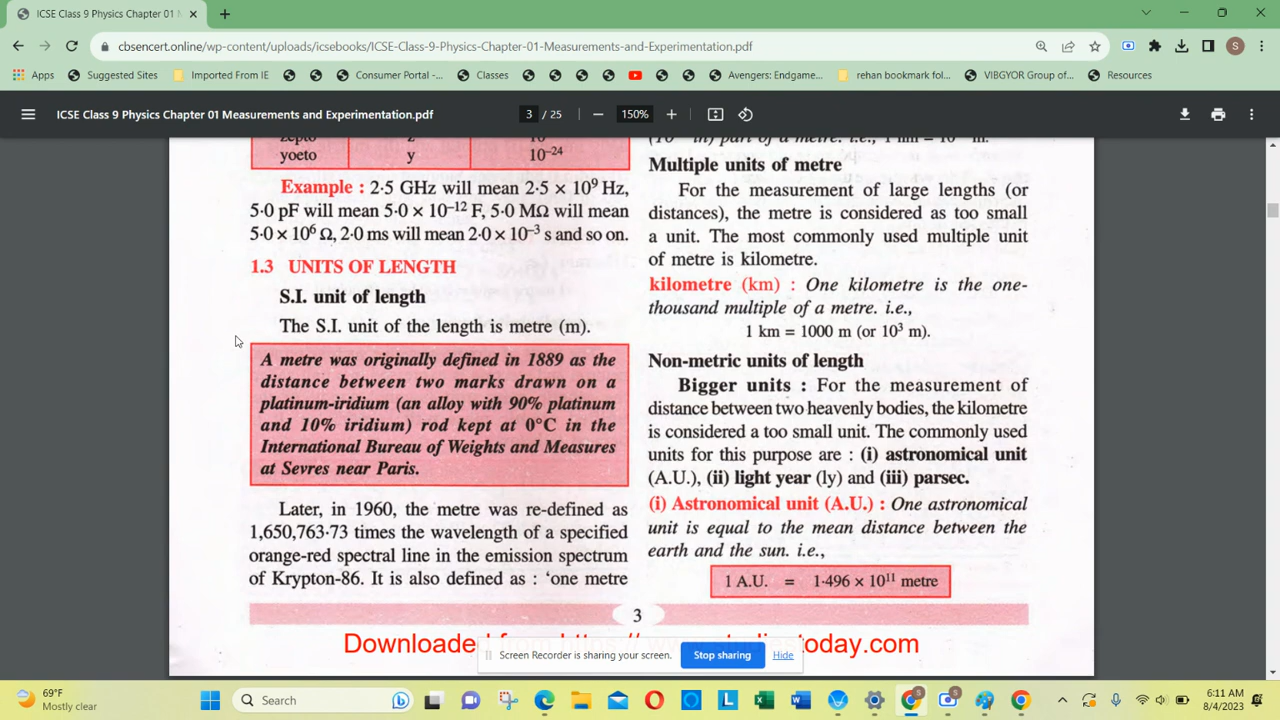 ICSE Class 9 Physics Chapter 01 M
cbsencert.online/wp-content/uploads/icsebooks/ICSE-Class-9-Physics-Chapter-01-Measurements-and-Experimentation.pdf
S
Apps Suggested Sites Imported From IE Consumer Portal -... Classes Avengers: Endgame... rehan bookmark fol... VIBGYOR Group of... Resources
ICSE Class 9 Physics Chapter 01 Measurements and Experimentation.pdf
3 / 25 150%
zepto z
yoeto y 10⁻²⁴
Example : 2·5 GHz will mean 2·5 × 10⁹ Hz,
5·0 pF will mean 5·0 × 10⁻¹² F, 5·0 MΩ will mean
5·0 × 10⁶ Ω, 2·0 ms will mean 2·0 × 10⁻³ s and so on.
1.3 UNITS OF LENGTH
S.I. unit of length
The S.I. unit of the length is metre (m).
A metre was originally defined in 1889 as the
distance between two marks drawn on a
platinum-iridium (an alloy with 90% platinum
and 10% iridium) rod kept at 0°C in the
International Bureau of Weights and Measures
at Sevres near Paris.
Later, in 1960, the metre was re-defined as
1,650,763·73 times the wavelength of a specified
orange-red spectral line in the emission spectrum
of Krypton-86. It is also defined as : ‘one metre
part of a metre. i.e.,
Multiple units of metre
For the measurement of large lengths (or
distances), the metre is considered as too small
a unit. The most commonly used multiple unit
of metre is kilometre.
kilometre (km) : One kilometre is the one-
thousand multiple of a metre. i.e.,
1 km = 1000 m (or 10³ m).
Non-metric units of length
Bigger units : For the measurement of
distance between two heavenly bodies, the kilometre
is considered a too small unit. The commonly used
units for this purpose are : (i) astronomical unit
(A.U.), (ii) light year (ly) and (iii) parsec.
(i) Astronomical unit (A.U.) : One astronomical
unit is equal to the mean distance between the
earth and the sun. i.e.,
1 A.U. = 1·496 × 10¹¹ metre
3
Downloaded from https://www.studiestoday.com
Screen Recorder is sharing your screen. Stop sharing Hide
69°F
Mostly clear
Search
6:11 AM
8/4/2023